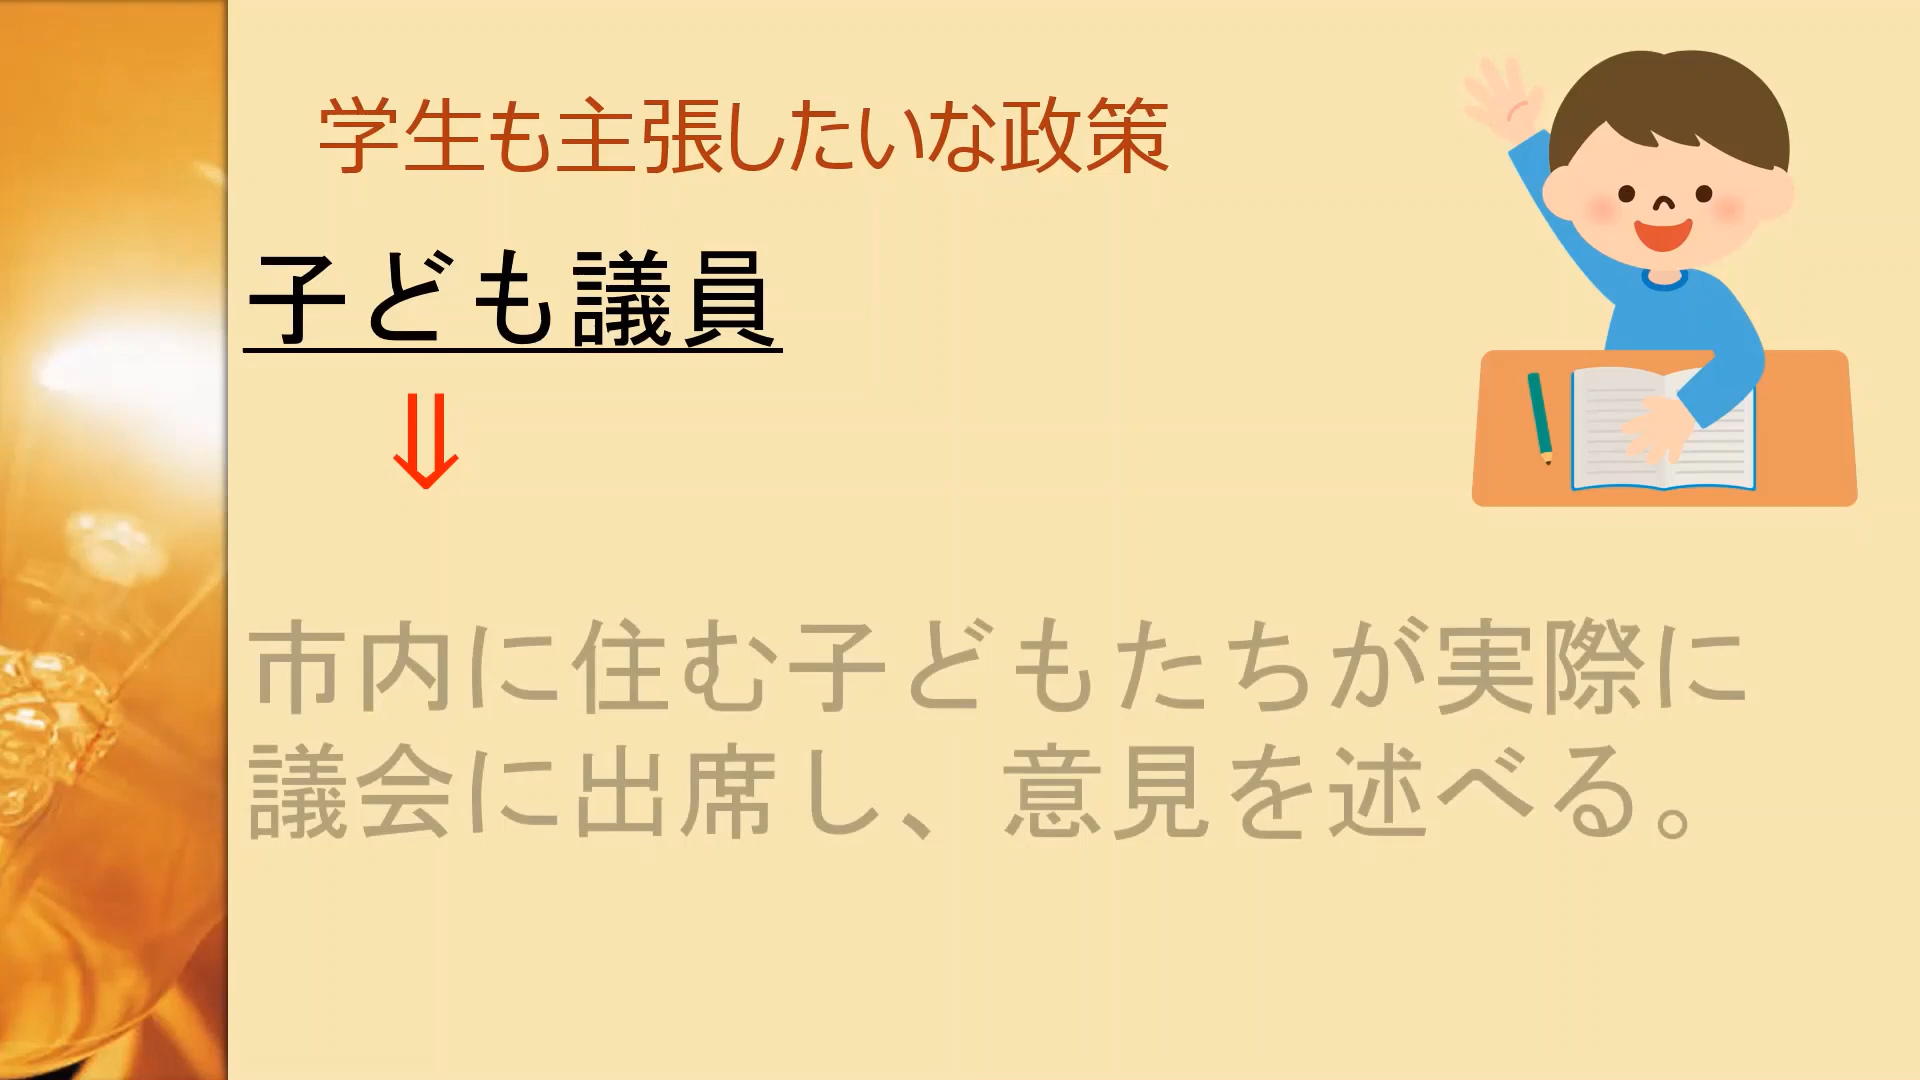 学生も主張したいな政策
子ども議員
⇓
市内に住む子どもたちが実際に
議会に出席し、意見を述べる。